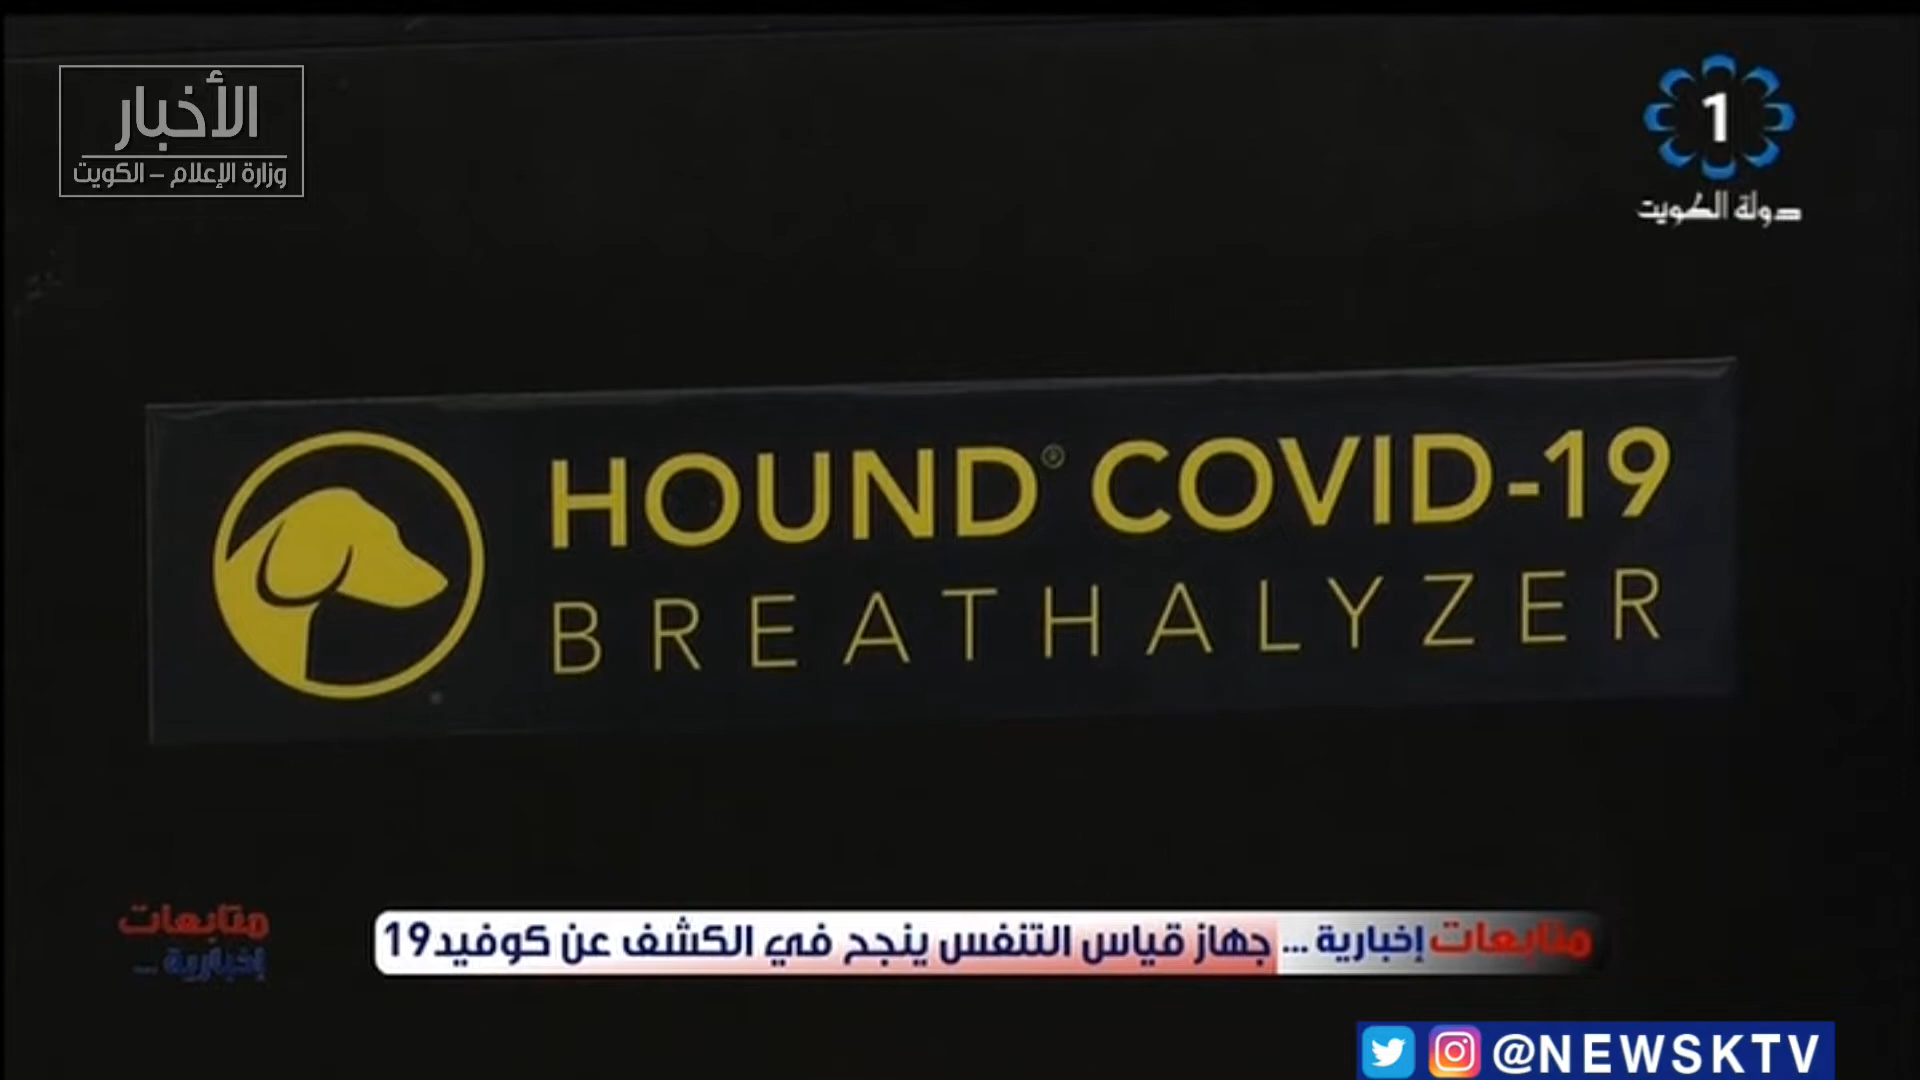 الأخبار
وزارة الإعلام – الكويت
1
دولة الكويت
HOUND® COVID-19
BREATHALYZER
متابعات إخبارية ... جهاز قياس التنفس ينجح في الكشف عن كوفيد19
متابعات
إخبارية ...
@NEWSKTV